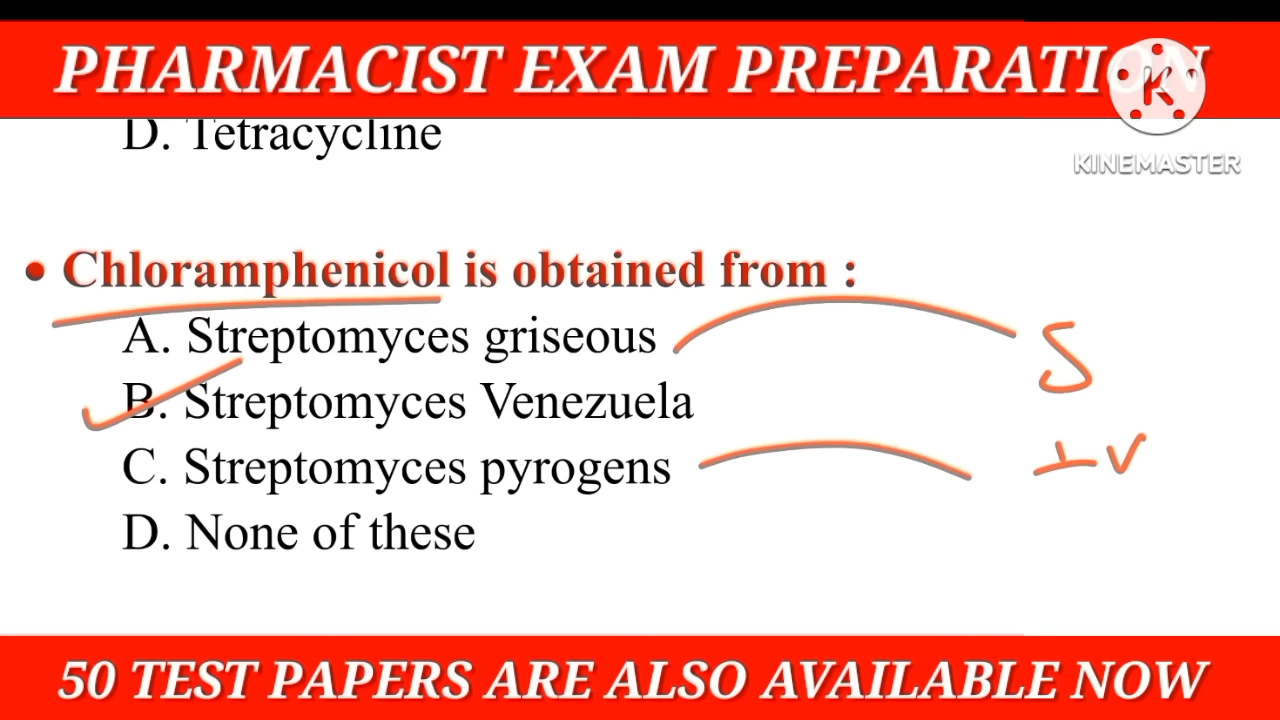 PHARMACIST EXAM PREPARATION
K
KINEMASTER
D. Tetracycline
• Chloramphenicol is obtained from :
A. Streptomyces griseous
S
B. Streptomyces Venezuela
C. Streptomyces pyrogens
D. None of these
50 TEST PAPERS ARE ALSO AVAILABLE NOW